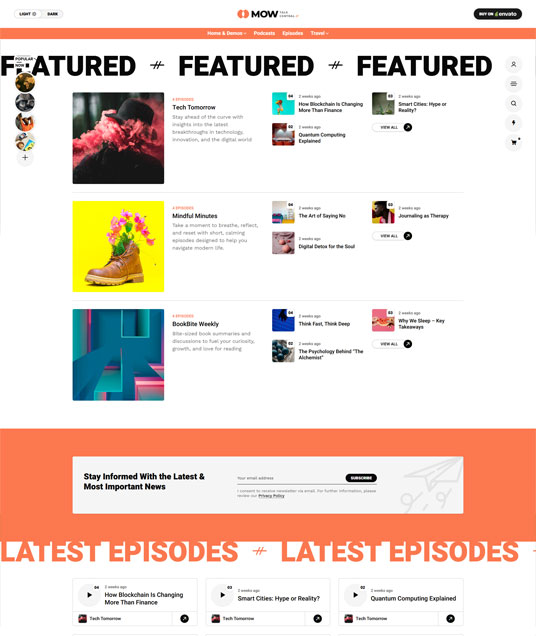 LIGHT DARK
MOW TECH CENTRAL //
BUY ON envato
Home & Demos Podcasts Episodes Travel
POPULAR
NOW
FEATURED FEATURED FEATURED
4 EPISODES
Tech Tomorrow
Stay ahead of the curve with
insights into the latest
breakthroughs in technology,
innovation, and the digital world
04
2 weeks ago
How Blockchain Is Changing
More Than Finance
03
2 weeks ago
Smart Cities: Hype or
Reality?
02
2 weeks ago
Quantum Computing
Explained
VIEW ALL
4 EPISODES
Mindful Minutes
Take a moment to breathe, reflect,
and reset with short, calming
episodes designed to help you
navigate modern life.
04
2 weeks ago
The Art of Saying No
03
2 weeks ago
Journaling as Therapy
2 weeks ago
Digital Detox for the Soul
VIEW ALL
4 EPISODES
BookBite Weekly
Bite-sized book summaries and
discussions to fuel your curiosity,
growth, and love for reading
04
2 weeks ago
Think Fast, Think Deep
03
2 weeks ago
Why We Sleep – Key
Takeaways
02
2 weeks ago
The Psychology Behind "The
Alchemist"
VIEW ALL
Stay Informed With the Latest &
Most Important News
Your email address
SUBSCRIBE
I consent to receive newsletter via email. For further information, please
review our Privacy Policy
LATEST EPISODES LATEST EPISODES
04
2 weeks ago
How Blockchain Is Changing
More Than Finance
Tech Tomorrow
03
2 weeks ago
Smart Cities: Hype or Reality?
Tech Tomorrow
02
2 weeks ago
Quantum Computing Explained
Tech Tomorrow